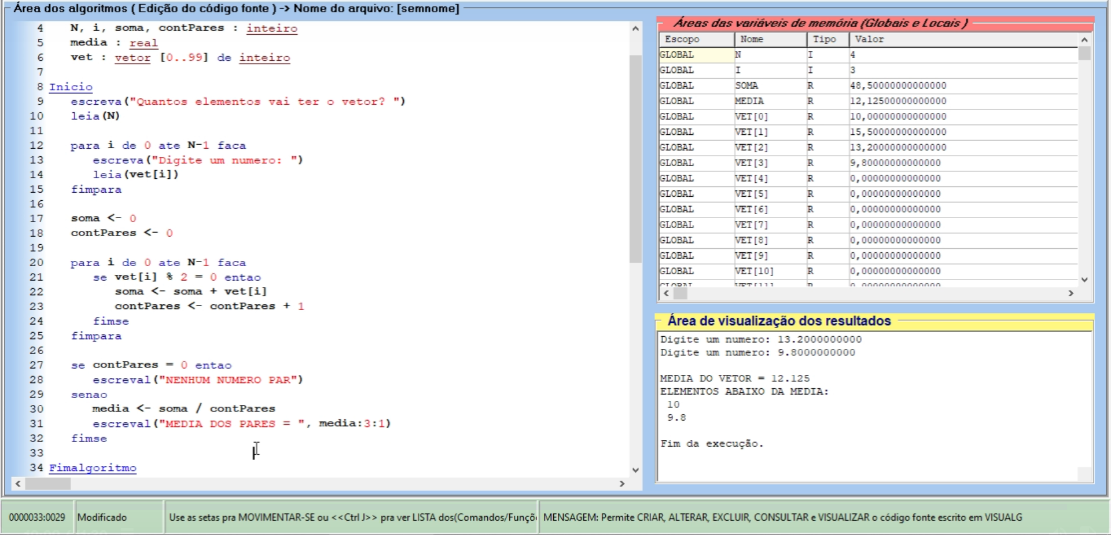 Área dos algoritmos ( Edição do código fonte ) -> Nome do arquivo: [semnome]
4 N, i, soma, contPares : inteiro
5 media : real
6 vet : vetor [0..99] de inteiro
7
8 Inicio
9 escreva("Quantos elementos vai ter o vetor? ")
10 leia(N)
11
12 para i de 0 ate N-1 faca
13 escreva("Digite um numero: ")
14 leia(vet[i])
15 fimpara
16
17 soma <- 0
18 contPares <- 0
19
20 para i de 0 ate N-1 faca
21 se vet[i] % 2 = 0 entao
22 soma <- soma + vet[i]
23 contPares <- contPares + 1
24 fimse
25 fimpara
26
27 se contPares = 0 entao
28 escreval("NENHUM NUMERO PAR")
29 senao
30 media <- soma / contPares
31 escreval("MEDIA DOS PARES = ", media:3:1)
32 fimse
33
34 Fimalgoritmo
Áreas das variáveis de memória (Globais e Locais )
Escopo Nome Tipo Valor
GLOBAL N I 4
GLOBAL I I 3
GLOBAL SOMA R 48,50000000000000
GLOBAL MEDIA R 12,12500000000000
GLOBAL VET[0] R 10,00000000000000
GLOBAL VET[1] R 15,50000000000000
GLOBAL VET[2] R 13,20000000000000
GLOBAL VET[3] R 9,80000000000000
GLOBAL VET[4] R 0,00000000000000
GLOBAL VET[5] R 0,00000000000000
GLOBAL VET[6] R 0,00000000000000
GLOBAL VET[7] R 0,00000000000000
GLOBAL VET[8] R 0,00000000000000
GLOBAL VET[9] R 0,00000000000000
GLOBAL VET[10] R 0,00000000000000
Área de visualização dos resultados
Digite um numero: 13.2000000000
Digite um numero: 9.8000000000
MEDIA DO VETOR = 12.125
ELEMENTOS ABAIXO DA MEDIA:
10
9.8
Fim da execução.
0000033:0029 Modificado Use as setas pra MOVIMENTAR-SE ou <<Ctrl J>> pra ver LISTA dos(Comandos/Funçõ MENSAGEM: Permite CRIAR, ALTERAR, EXCLUIR, CONSULTAR e VISUALIZAR o código fonte escrito em VISUALG